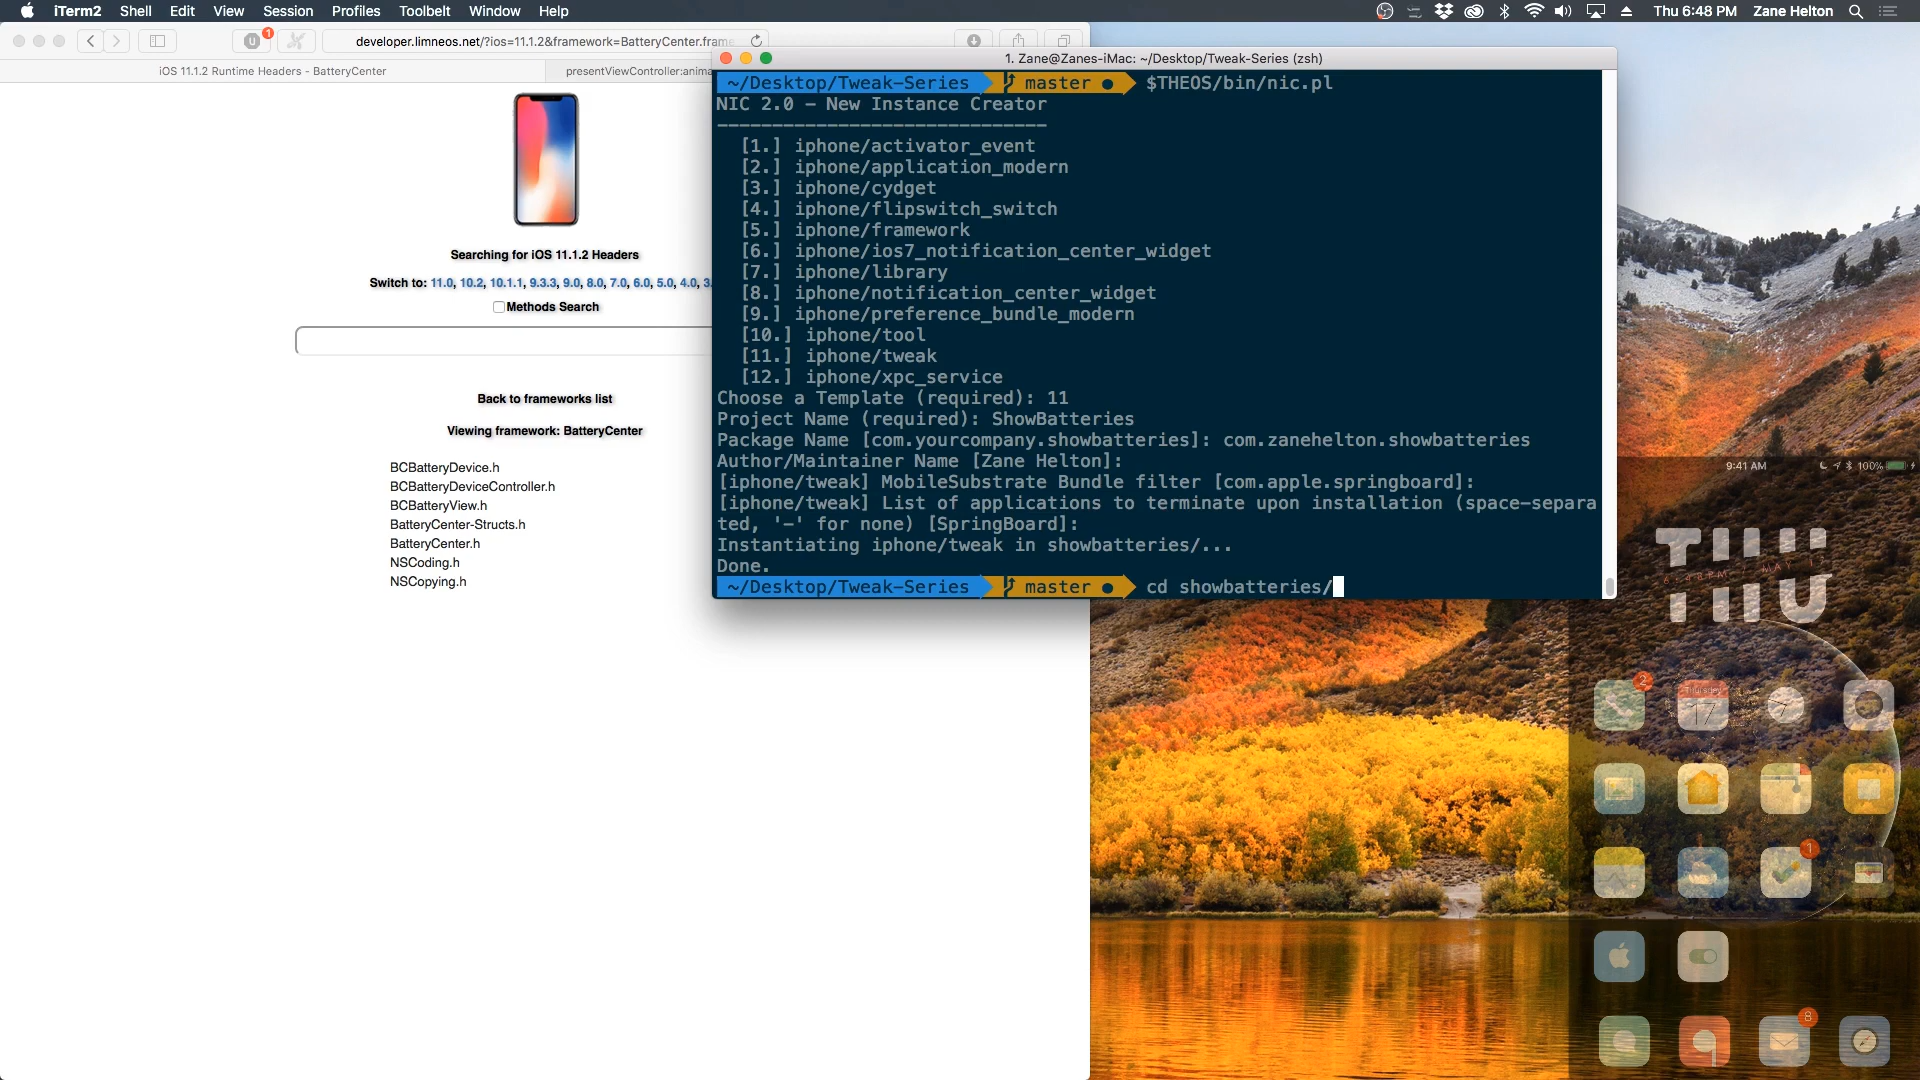 iTerm2 Shell Edit View Session Profiles Toolbelt Window Help
Thu 6:48 PM Zane Helton
developer.limneos.net/?ios=11.1.2&framework=BatteryCenter.frame
iOS 11.1.2 Runtime Headers - BatteryCenter
presentViewController:anima
Searching for iOS 11.1.2 Headers
Switch to: 11.0, 10.2, 10.1.1, 9.3.3, 9.0, 8.0, 7.0, 6.0, 5.0, 4.0, 3.
Methods Search
Back to frameworks list
Viewing framework: BatteryCenter
BCBatteryDevice.h
BCBatteryDeviceController.h
BCBatteryView.h
BatteryCenter-Structs.h
BatteryCenter.h
NSCoding.h
NSCopying.h
1. Zane@Zanes-iMac: ~/Desktop/Tweak-Series (zsh)
~/Desktop/Tweak-Series master ● $THEOS/bin/nic.pl
NIC 2.0 - New Instance Creator
------------------------------
[1.] iphone/activator_event
[2.] iphone/application_modern
[3.] iphone/cydget
[4.] iphone/flipswitch_switch
[5.] iphone/framework
[6.] iphone/ios7_notification_center_widget
[7.] iphone/library
[8.] iphone/notification_center_widget
[9.] iphone/preference_bundle_modern
[10.] iphone/tool
[11.] iphone/tweak
[12.] iphone/xpc_service
Choose a Template (required): 11
Project Name (required): ShowBatteries
Package Name [com.yourcompany.showbatteries]: com.zanehelton.showbatteries
Author/Maintainer Name [Zane Helton]:
[iphone/tweak] MobileSubstrate Bundle filter [com.apple.springboard]:
[iphone/tweak] List of applications to terminate upon installation (space-separa
ted, '-' for none) [SpringBoard]:
Instantiating iphone/tweak in showbatteries/...
Done.
~/Desktop/Tweak-Series master ● cd showbatteries/
9:41 AM 100%
THU
2
Thursday
17
1
8